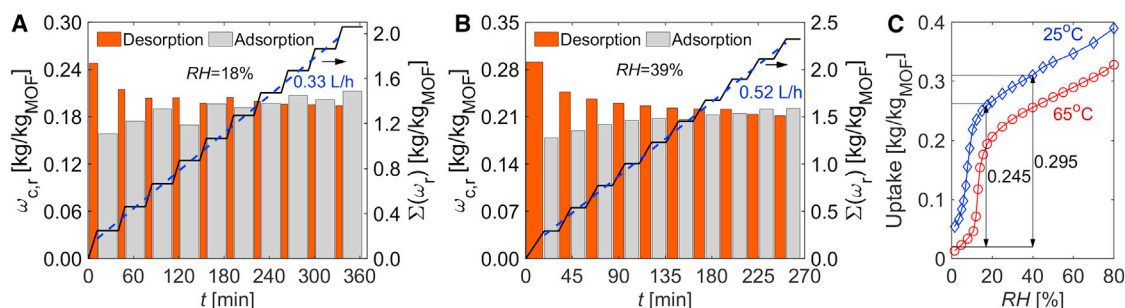 A
Desorption
Adsorption
RH=18%
0.33 L/h
ω_c,r [kg/kg_MOF]
0.30
0.24
0.18
0.12
0.06
0.00
0 60 120 180 240 300 360
t [min]
2.0
1.6
1.2
0.8
0.4
0.0
Σ(ω_r) [kg/kg_MOF]
B
Desorption
Adsorption
RH=39%
0.52 L/h
ω_c,r [kg/kg_MOF]
0.35
0.28
0.21
0.14
0.07
0.00
0 45 90 135 180 225 270
t [min]
2.5
2.0
1.5
1.0
0.5
0.0
Σ(ω_r) [kg/kg_MOF]
C
25°C
65°C
0.245
0.295
Uptake [kg/kg_MOF]
0.4
0.3
0.2
0.1
0.0
0 20 40 60 80
RH [%]